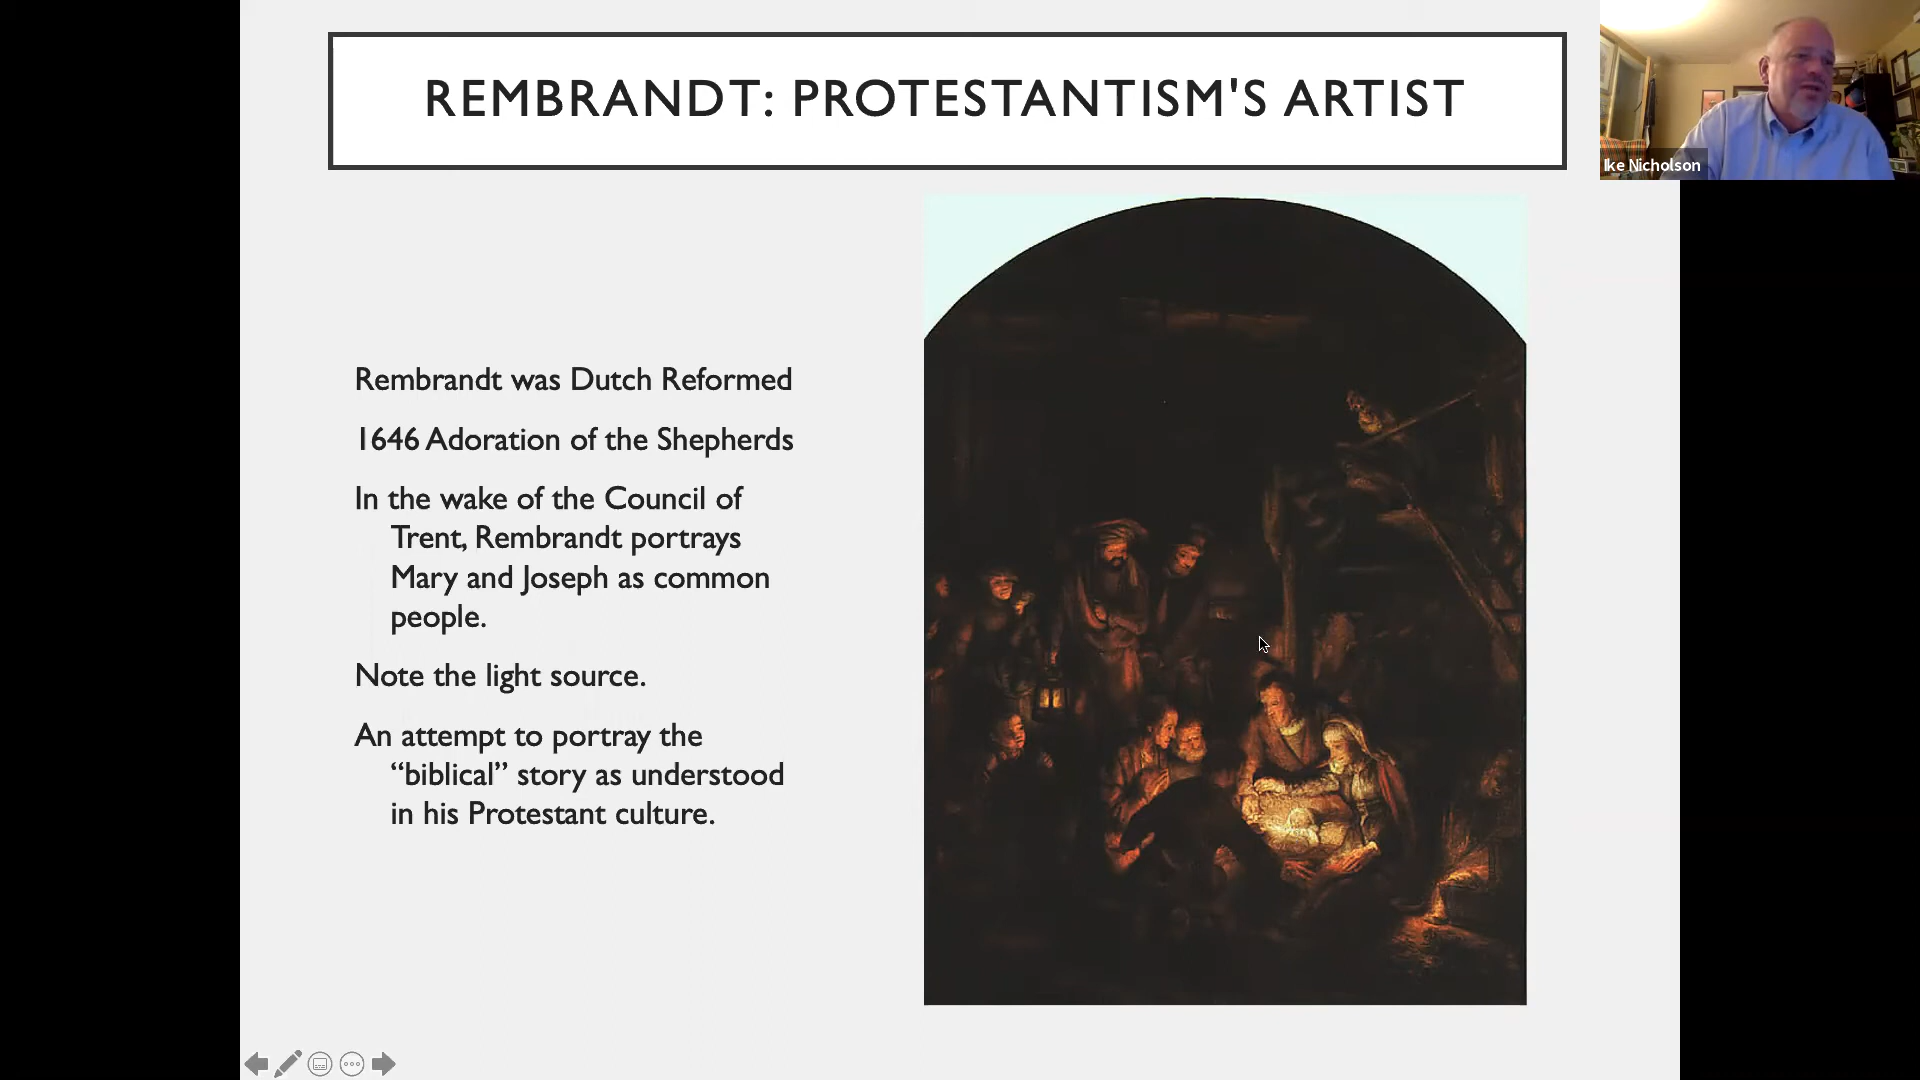 REMBRANDT: PROTESTANTISM'S ARTIST
Ike Nicholson
Rembrandt was Dutch Reformed
1646 Adoration of the Shepherds
In the wake of the Council of
Trent, Rembrandt portrays
Mary and Joseph as common
people.
Note the light source.
An attempt to portray the
“biblical” story as understood
in his Protestant culture.